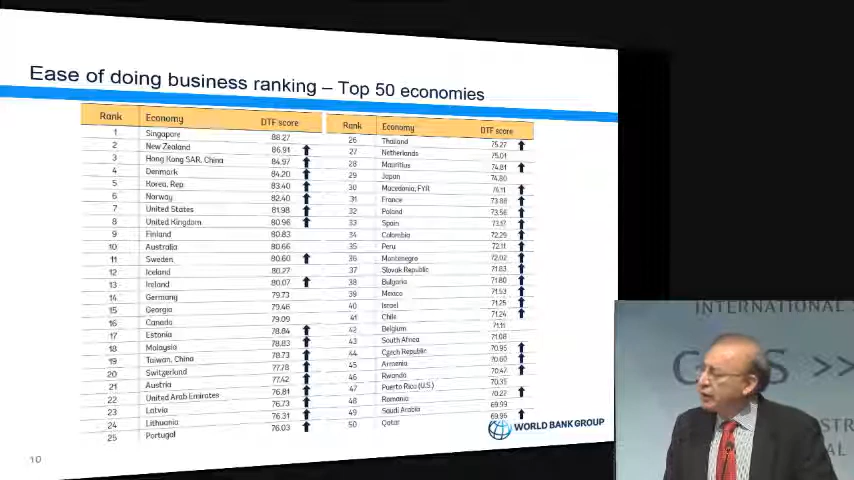 Ease of doing business ranking – Top 50 economies
Rank Economy DTF score
1 Singapore 88.27
2 New Zealand 86.91
3 Hong Kong SAR, China 84.97
4 Denmark 84.20
5 Korea, Rep. 83.40
6 Norway 82.40
7 United States 81.98
8 United Kingdom 80.96
9 Finland 80.83
10 Australia 80.66
11 Sweden 80.60
12 Iceland 80.27
13 Ireland 80.07
14 Germany 79.73
15 Georgia 79.46
16 Canada 79.09
17 Estonia 78.84
18 Malaysia 78.83
19 Taiwan, China 78.73
20 Switzerland 77.78
21 Austria 77.42
22 United Arab Emirates 76.81
23 Latvia 76.73
24 Lithuania 76.31
25 Portugal 76.03
Rank Economy DTF score
26 Thailand 75.27
27 Netherlands 75.01
28 Mauritius 74.81
29 Japan 74.80
30 Macedonia, FYR 74.11
31 France 73.88
32 Poland 73.56
33 Spain 73.17
34 Colombia 72.29
35 Peru 72.11
36 Montenegro 72.02
37 Slovak Republic 71.83
38 Bulgaria 71.80
39 Mexico 71.53
40 Israel 71.25
41 Chile 71.24
42 Belgium 71.11
43 South Africa 71.08
44 Czech Republic 70.95
45 Armenia 70.60
46 Rwanda 70.47
47 Puerto Rico (U.S.) 70.35
48 Romania
49 Saudi Arabia 69.99
50 Qatar 69.96
WORLD BANK GROUP
10
INTERNATIONAL
S >>